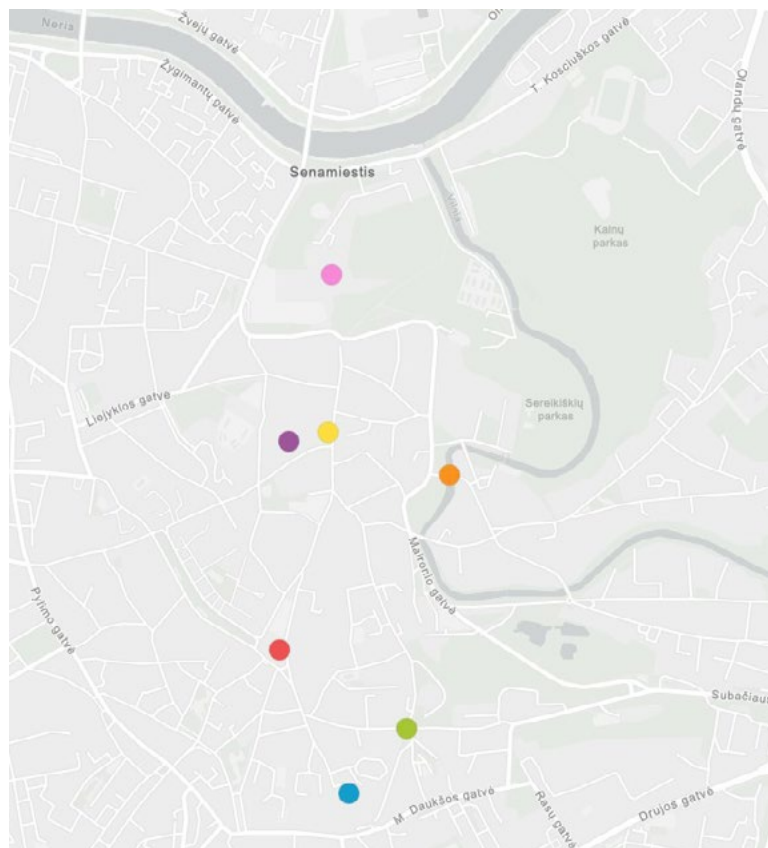 Neris
Žvejų gatvė
Žygimantų gatvė
T. Kosciuškos gatvė
Olandų gatvė
Senamiestis
Vilnia
Kalnų
parkas
Liejyklos gatvė
Sereikiškių
parkas
Maironio gatvė
Pylimo gatvė
Subačiaus
M. Daukšos gatvė
Rasų gatvė
Drujos gatvė